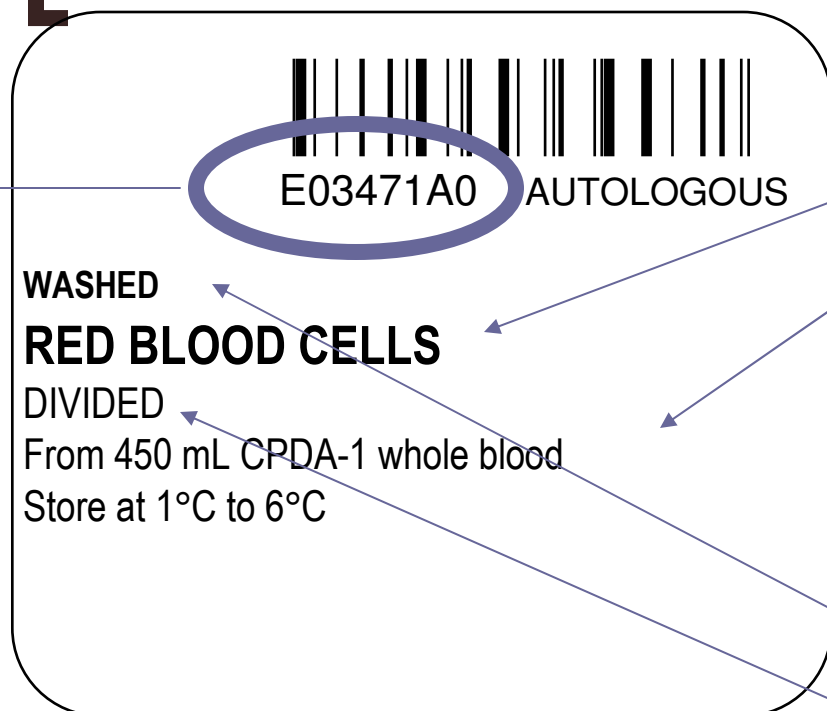 E03471A0 AUTOLOGOUS
WASHED
RED BLOOD CELLS
DIVIDED
From 450 mL CPDA-1 whole blood
Store at 1°C to 6°C